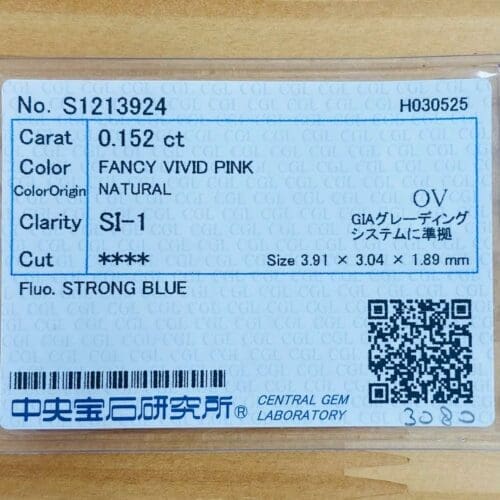 No. S1213924 H030525
Carat 0.152 ct
Color FANCY VIVID PINK
ColorOrigin NATURAL
Clarity SI-1
OV
GIAグレーディング
システムに準拠
Cut ****
Size 3.91 × 3.04 × 1.89 mm
Fluo. STRONG BLUE
中央宝石研究所®
CENTRAL GEM
LABORATORY
3080